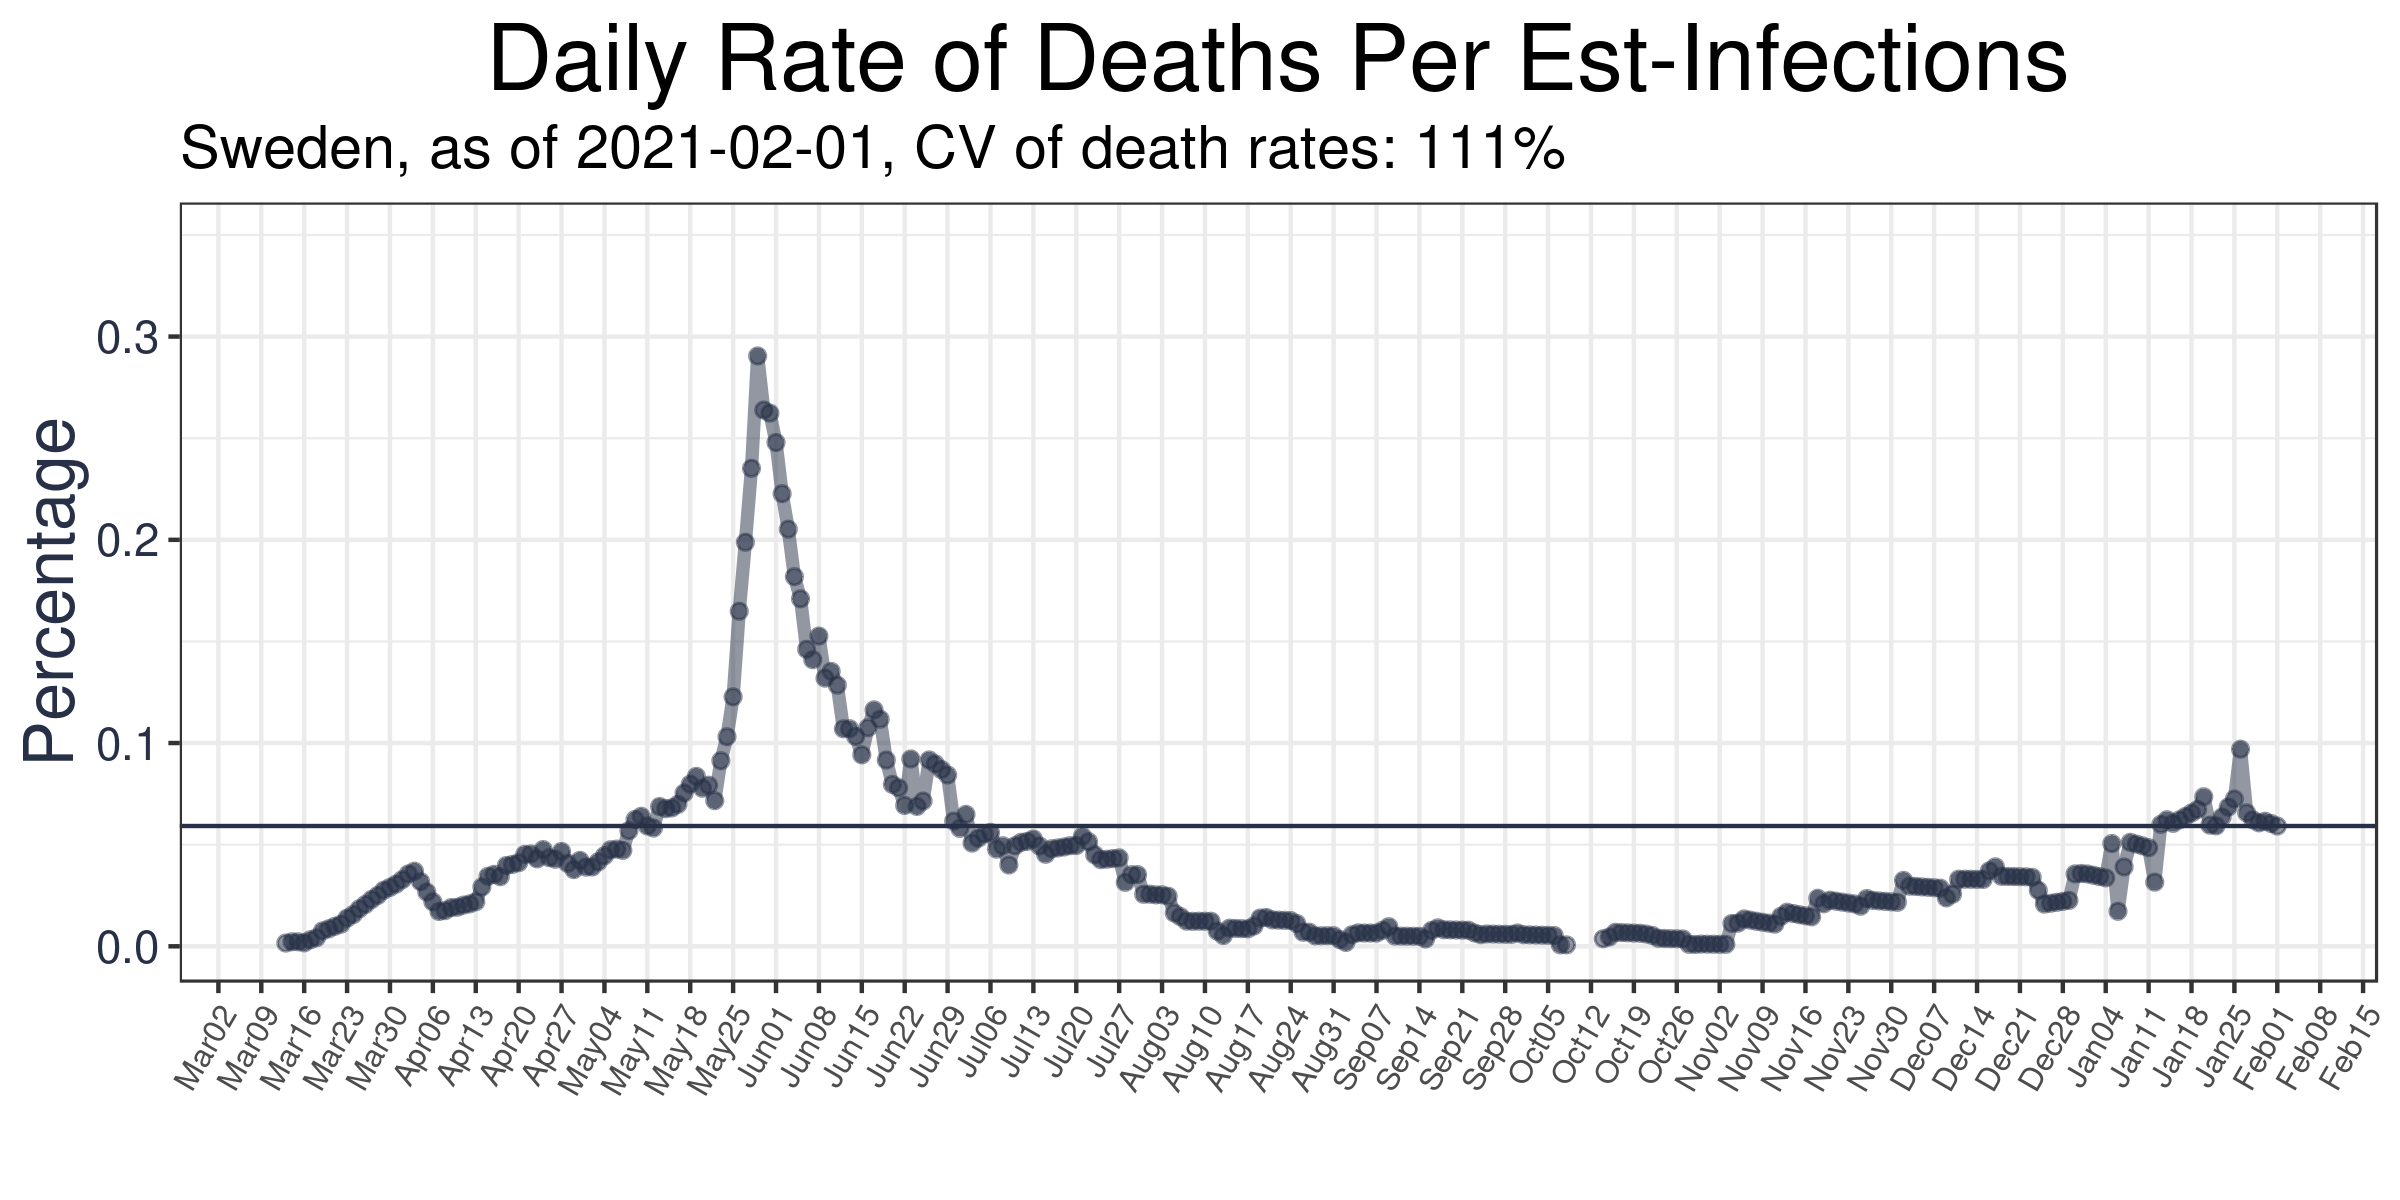 Daily Rate of Deaths Per Est-Infections
Sweden, as of 2021-02-01, CV of death rates: 111%
Percentage
0.3
0.2
0.1
0.0
Mar02 Mar09 Mar16 Mar23 Mar30 Apr06 Apr13 Apr20 Apr27 May04 May11 May18 May25 Jun01 Jun08 Jun15 Jun22 Jun29 Jul06 Jul13 Jul20 Jul27 Aug03 Aug10 Aug17 Aug24 Aug31 Sep07 Sep14 Sep21 Sep28 Oct05 Oct12 Oct19 Oct26 Nov02 Nov09 Nov16 Nov23 Nov30 Dec07 Dec14 Dec21 Dec28 Jan04 Jan11 Jan18 Jan25 Feb01 Feb08 Feb15